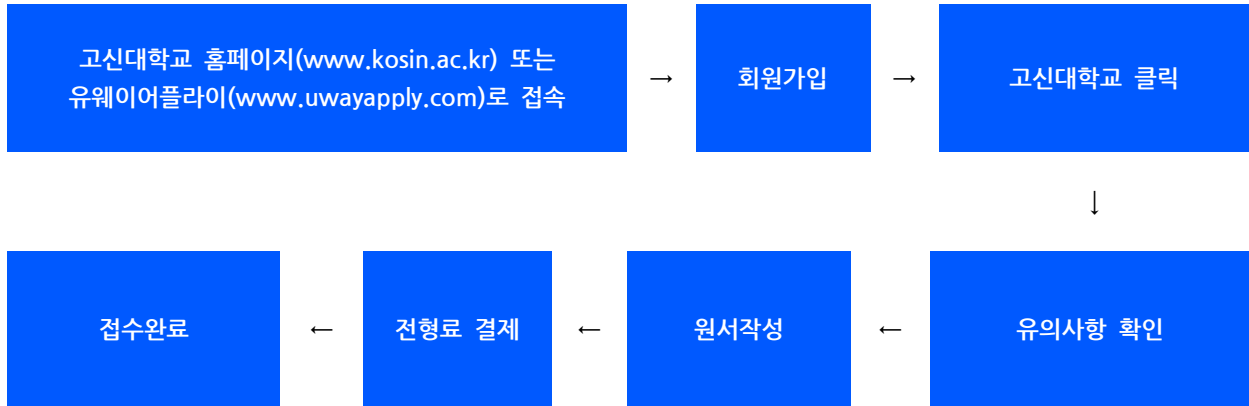 고신대학교 홈페이지(www.kosin.ac.kr) 또는
유웨이어플라이(www.uwayapply.com)로 접속
→
회원가입
→
고신대학교 클릭
↓
유의사항 확인
←
원서작성
←
전형료 결제
←
접수완료